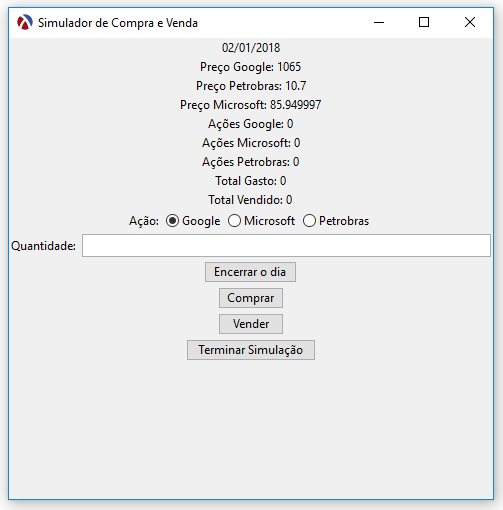 Simulador de Compra e Venda
02/01/2018
Preço Google: 1065
Preço Petrobras: 10.7
Preço Microsoft: 85.949997
Ações Google: 0
Ações Microsoft: 0
Ações Petrobras: 0
Total Gasto: 0
Total Vendido: 0
Ação: Google Microsoft Petrobras
Quantidade:
Encerrar o dia
Comprar
Vender
Terminar Simulação